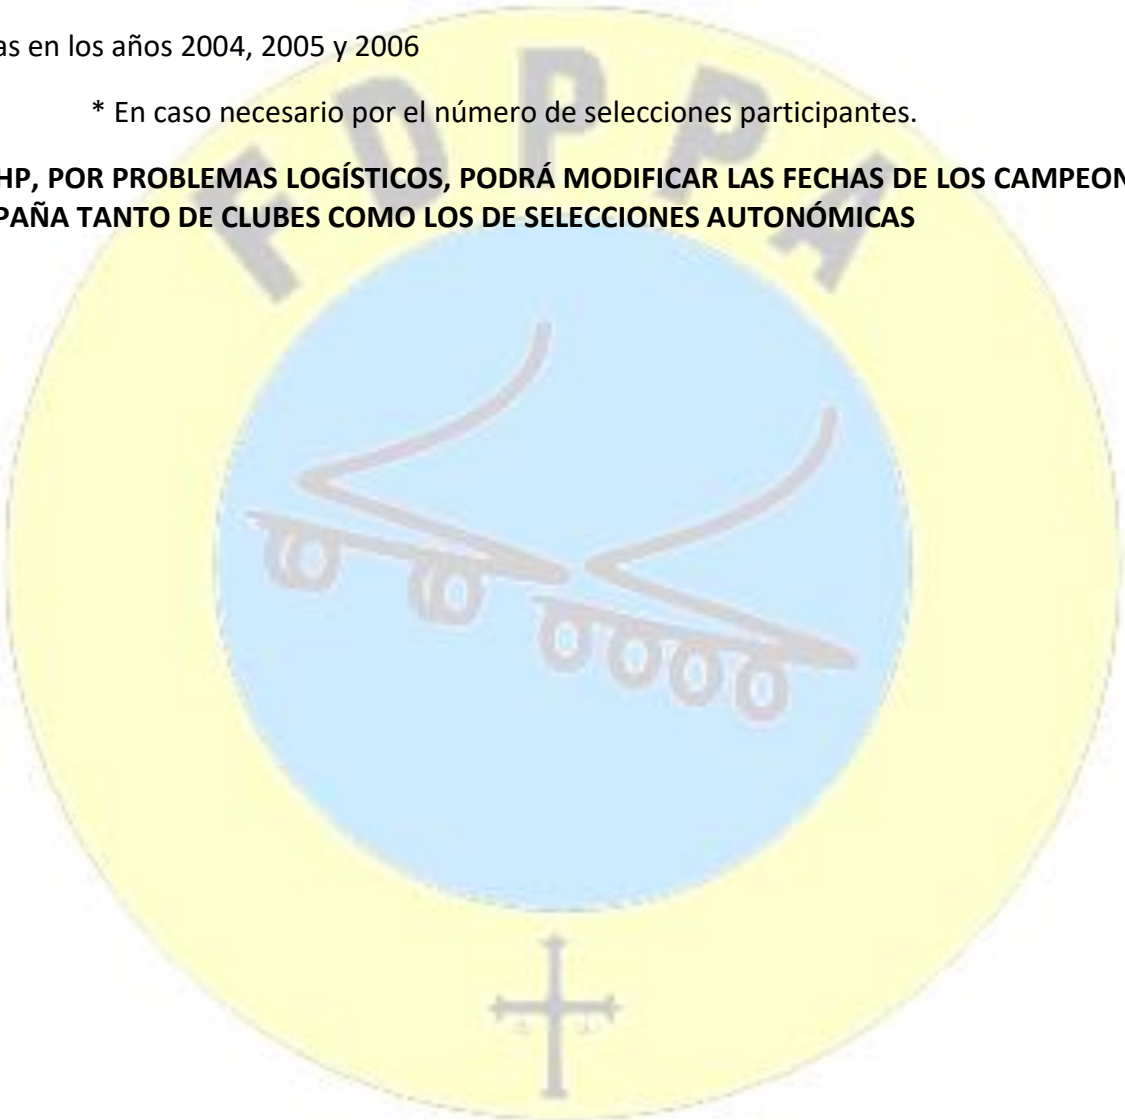 as en los años 2004, 2005 y 2006
* En caso necesario por el número de selecciones participantes.
HP, POR PROBLEMAS LOGÍSTICOS, PODRÁ MODIFICAR LAS FECHAS DE LOS CAMPEON
PAÑA TANTO DE CLUBES COMO LOS DE SELECCIONES AUTONÓMICAS
FDPPA